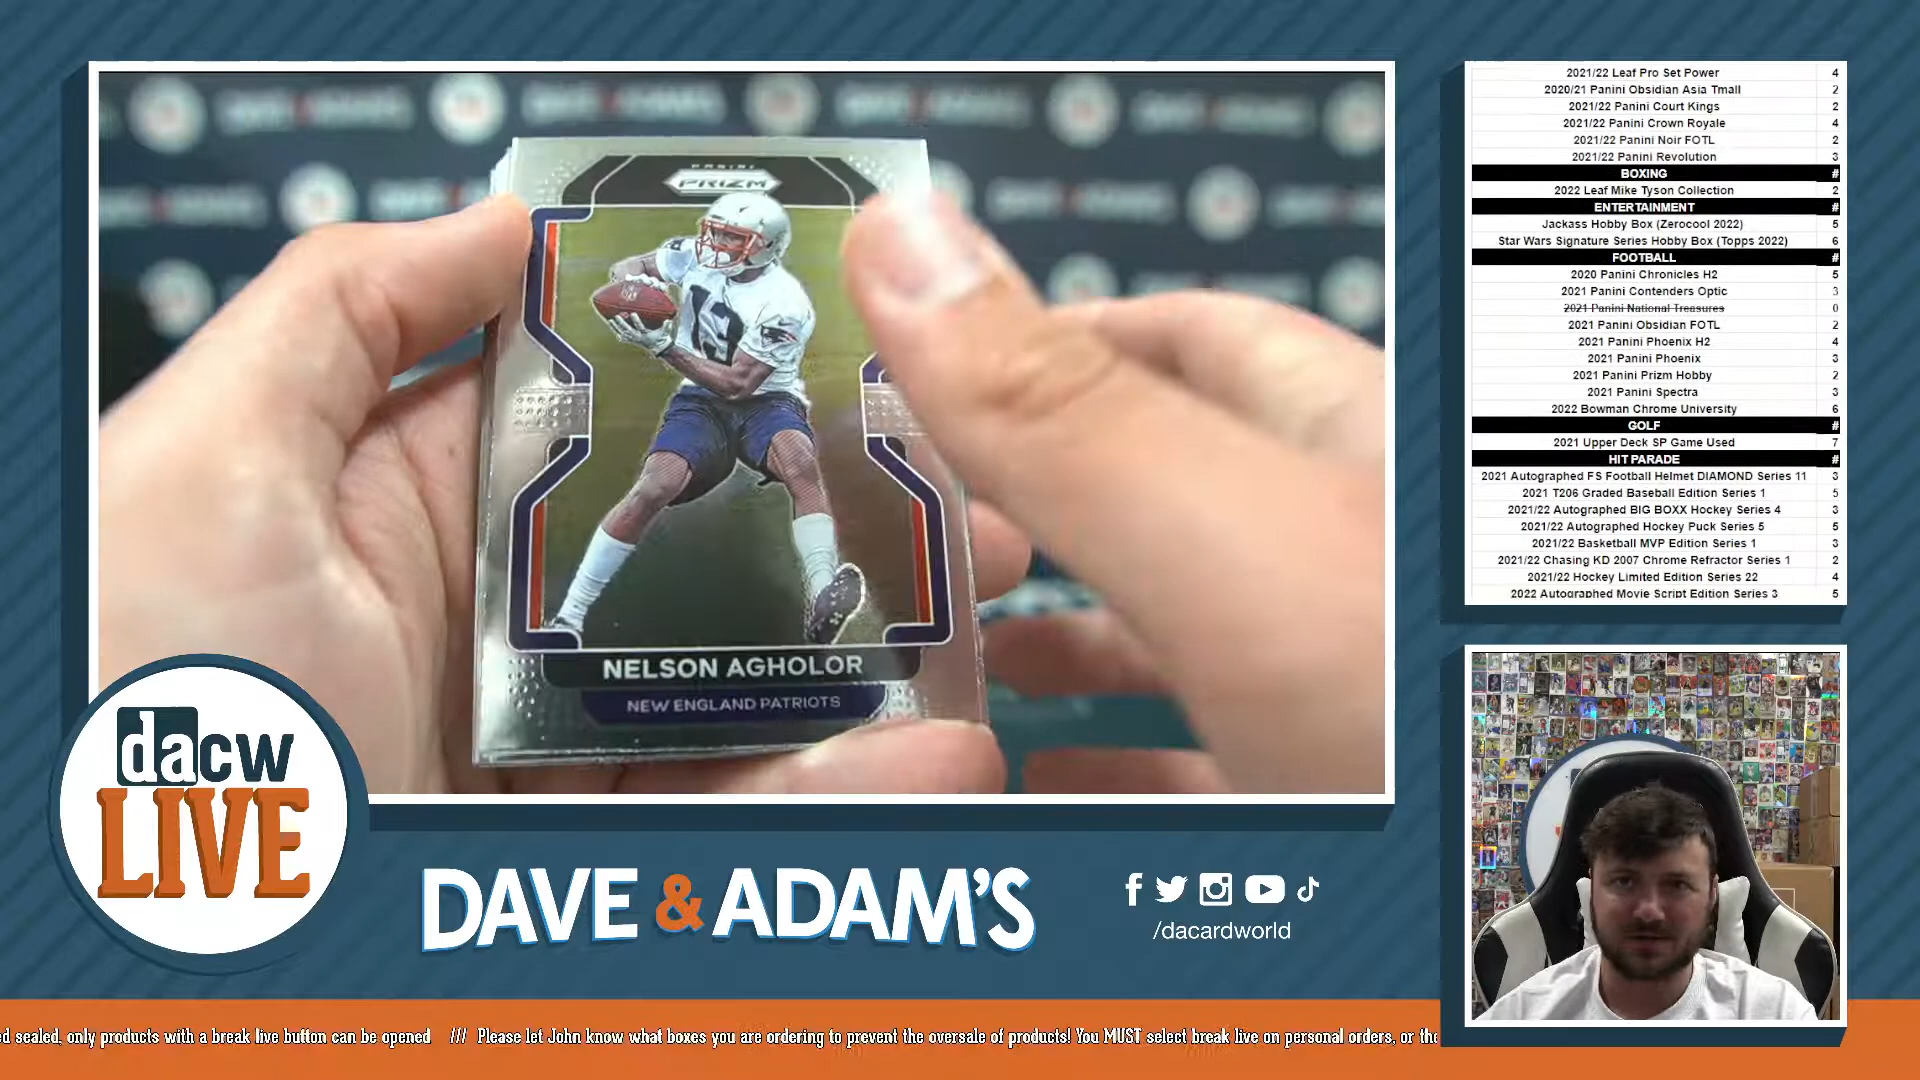 PANINI
PRIZM
13
NELSON AGHOLOR
NEW ENGLAND PATRIOTS
2021/22 Leaf Pro Set Power 4
2020/21 Panini Obsidian Asia Tmall 2
2021/22 Panini Court Kings 2
2021/22 Panini Crown Royale 4
2021/22 Panini Noir FOTL 2
2021/22 Panini Revolution 3
BOXING #
2022 Leaf Mike Tyson Collection 2
ENTERTAINMENT #
Jackass Hobby Box (Zerocool 2022) 5
Star Wars Signature Series Hobby Box (Topps 2022) 6
FOOTBALL #
2020 Panini Chronicles H2 5
2021 Panini Contenders Optic 3
2021 Panini National Treasures 0
2021 Panini Obsidian FOTL 2
2021 Panini Phoenix H2 4
2021 Panini Phoenix 3
2021 Panini Prizm Hobby 2
2021 Panini Spectra 3
2022 Bowman Chrome University 6
GOLF #
2021 Upper Deck SP Game Used 7
HIT PARADE #
2021 Autographed FS Football Helmet DIAMOND Series 11 3
2021 T206 Graded Baseball Edition Series 1 5
2021/22 Autographed BIG BOXX Hockey Series 4 3
2021/22 Autographed Hockey Puck Series 5 5
2021/22 Basketball MVP Edition Series 1 3
2021/22 Chasing KD 2007 Chrome Refractor Series 1 2
2021/22 Hockey Limited Edition Series 22 4
2022 Autographed Movie Script Edition Series 3 5
dacw
LIVE
DAVE & ADAM'S
/dacardworld
d sealed, only products with a break live button can be opened /// Please let John know what boxes you are ordering to prevent the oversale of products! You MUST select break live on personal orders, or the